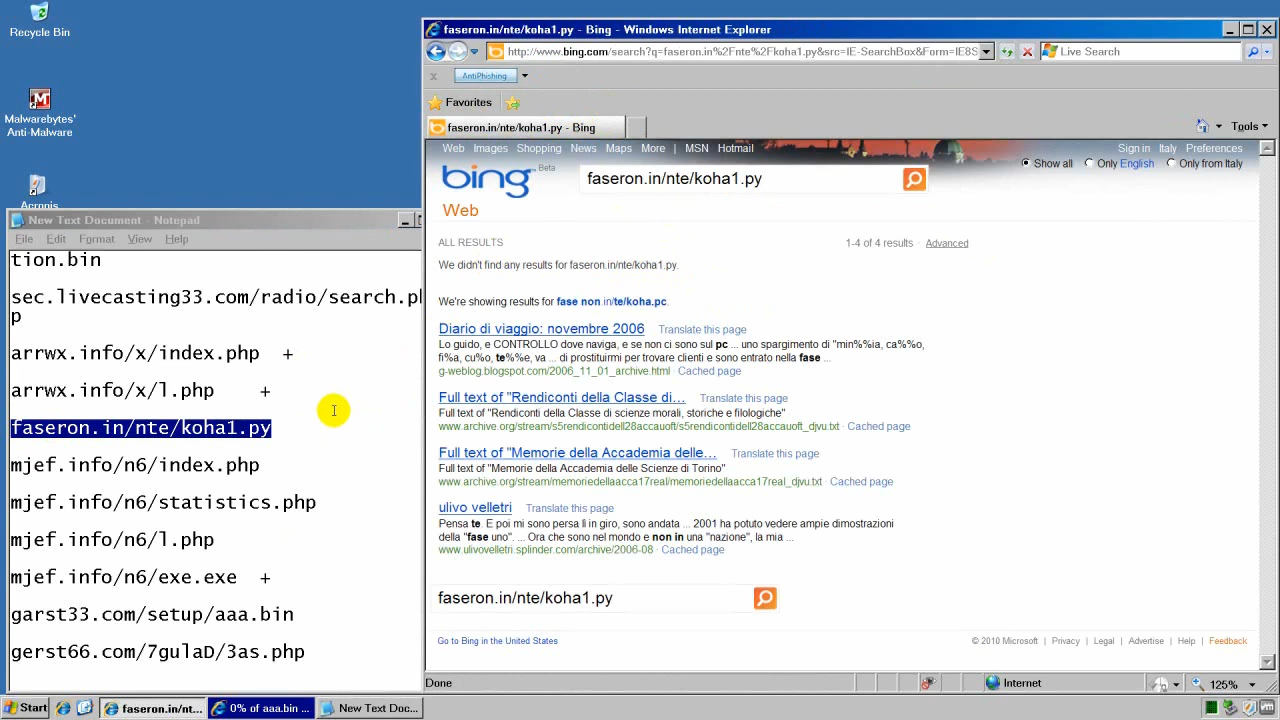 Recycle Bin
Malwarebytes'
Anti-Malware
Acronis
New Text Document - Notepad
File Edit Format View Help
tion.bin
sec.livecasting33.com/radio/search.ph
p
arrwx.info/x/index.php +
arrwx.info/x/l.php +
faseron.in/nte/koha1.py
mjef.info/n6/index.php
mjef.info/n6/statistics.php
mjef.info/n6/l.php
mjef.info/n6/exe.exe +
garst33.com/setup/aaa.bin
gerst66.com/7gulaD/3as.php
faseron.in/nte/koha1.py - Bing - Windows Internet Explorer
http://www.bing.com/search?q=faseron.in%2Fnte%2Fkoha1.py&src=IE-SearchBox&Form=IE8S
Live Search
x AntiPhishing
Favorites
faseron.in/nte/koha1.py - Bing
Tools
Web Images Shopping News Maps More | MSN Hotmail
Sign in Italy Preferences
Show all Only English Only from Italy
bing Beta
faseron.in/nte/koha1.py
Web
ALL RESULTS
1-4 of 4 results · Advanced
We didn't find any results for faseron.in/nte/koha1.py.
We're showing results for fase non in/te/koha.pc.
Diario di viaggio: novembre 2006 Translate this page
Lo guido, e CONTROLLO dove naviga, e se non ci sono sul pc ... uno spargimento di "min%%ia, ca%%o,
fi%a, cu%o, te%%e, va ... di prostituirmi per trovare clienti e sono entrato nella fase ...
g-weblog.blogspot.com/2006_11_01_archive.html · Cached page
Full text of "Rendiconti della Classe di… Translate this page
Full text of "Rendiconti della Classe di scienze morali, storiche e filologiche"
www.archive.org/stream/s5rendicontidell28accauoft/s5rendicontidell28accauoft_djvu.txt · Cached page
Full text of "Memorie della Accademia delle… Translate this page
Full text of "Memorie della Accademia delle Scienze di Torino"
www.archive.org/stream/memoriedellaacca17real/memoriedellaacca17real_djvu.txt · Cached page
ulivo velletri Translate this page
Pensa te. E poi mi sono persa lì in giro, sono andata ... 2001 ha potuto vedere ampie dimostrazioni
della "fase uno". ... Ora che sono nel mondo e non in una "nazione", la mia ...
www.ulivovelletri.splinder.com/archive/2006-08 · Cached page
faseron.in/nte/koha1.py
Go to Bing in the United States
© 2010 Microsoft | Privacy | Legal | Advertise | Help | Feedback
Done
Internet
125%
Start
faseron.in/nt...
0% of aaa.bin ...
New Text Doc...